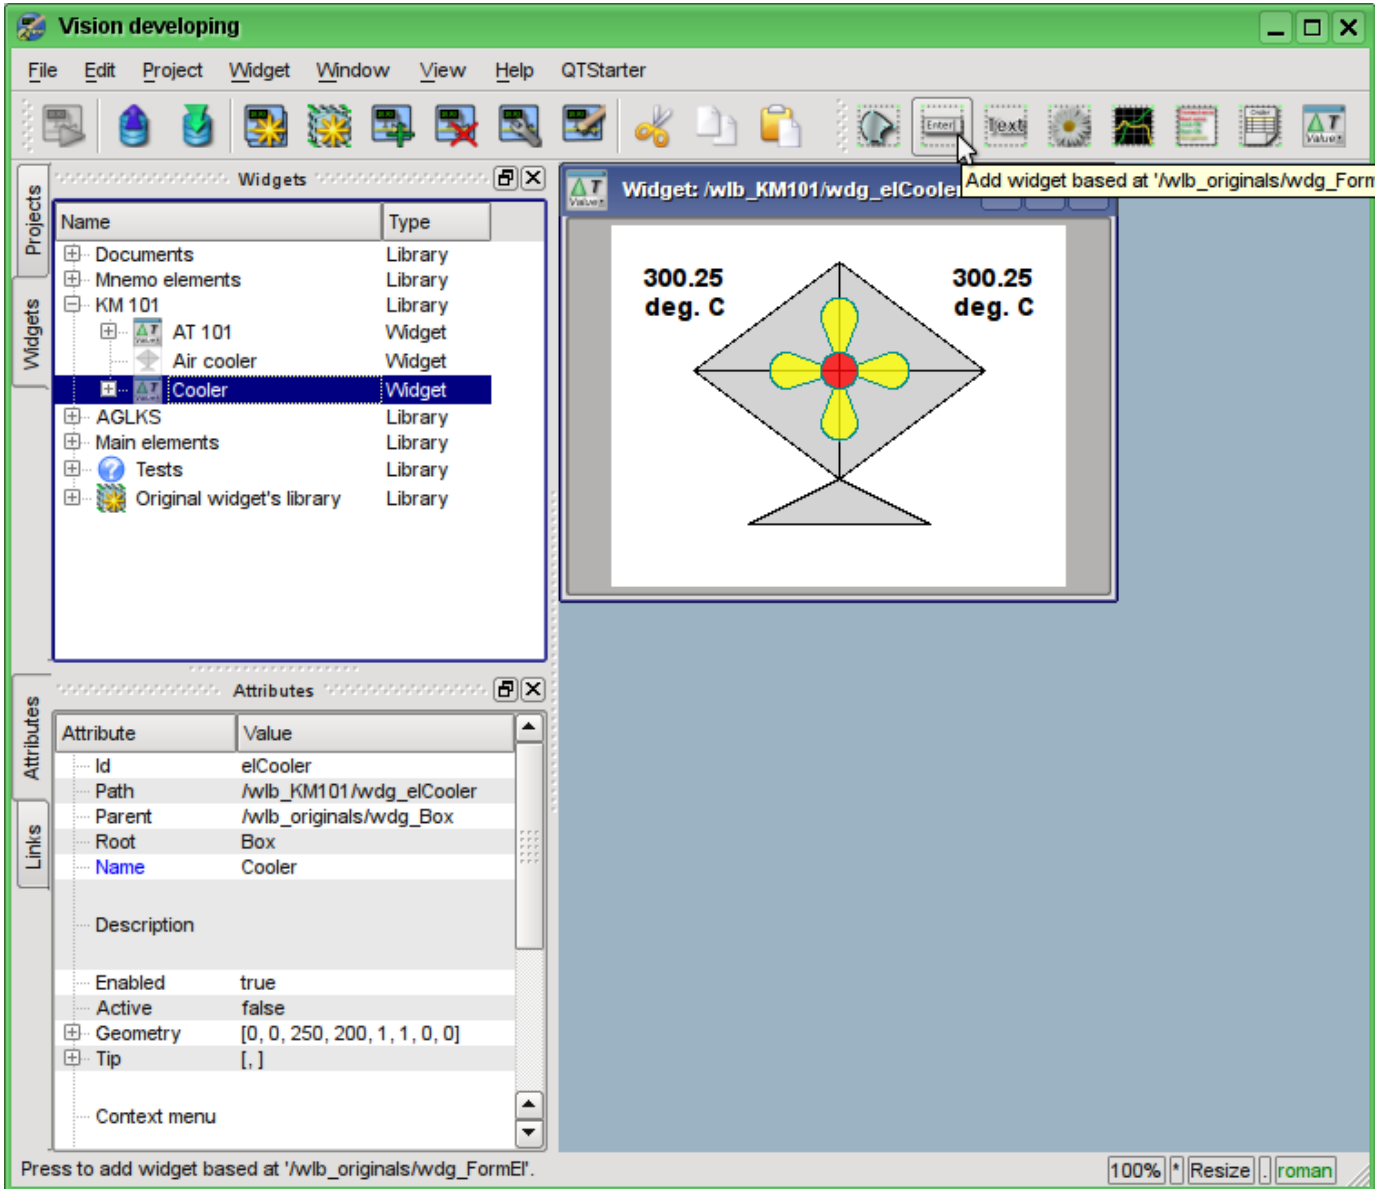 Vision developing
File Edit Project Widget Window View Help QTStarter
Enter
Text
Value
Add widget based at '/wlb_originals/wdg_Form
Projects
Widgets
Widgets
Name Type
Documents Library
Mnemo elements Library
KM 101 Library
AT 101 Widget
Air cooler Widget
Cooler Widget
AGLKS Library
Main elements Library
Tests Library
Original widget's library Library
ΔT
Value
Widget: /wlb_KM101/wdg_elCooler
300.25 300.25
deg. C deg. C
Attributes
Links
Attributes
Attribute Value
Id elCooler
Path /wlb_KM101/wdg_elCooler
Parent /wlb_originals/wdg_Box
Root Box
Name Cooler
Description
Enabled true
Active false
Geometry [0, 0, 250, 200, 1, 1, 0, 0]
Tip [, ]
Context menu
Press to add widget based at '/wlb_originals/wdg_FormEl'.
100% * Resize . roman